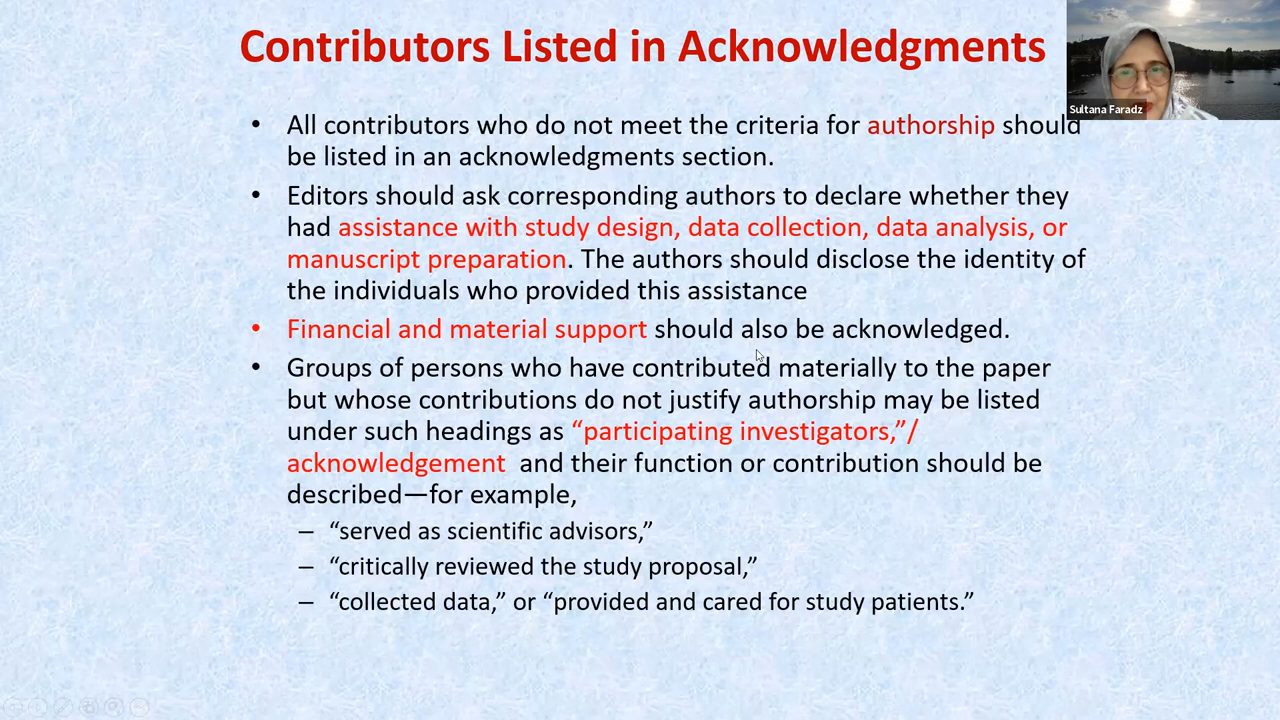 Contributors Listed in Acknowledgments
Sultana Faradz
• All contributors who do not meet the criteria for authorship should
be listed in an acknowledgments section.
• Editors should ask corresponding authors to declare whether they
had assistance with study design, data collection, data analysis, or
manuscript preparation. The authors should disclose the identity of
the individuals who provided this assistance
• Financial and material support should also be acknowledged.
• Groups of persons who have contributed materially to the paper
but whose contributions do not justify authorship may be listed
under such headings as “participating investigators,”/
acknowledgement and their function or contribution should be
described—for example,
– “served as scientific advisors,”
– “critically reviewed the study proposal,”
– “collected data,” or “provided and cared for study patients.”